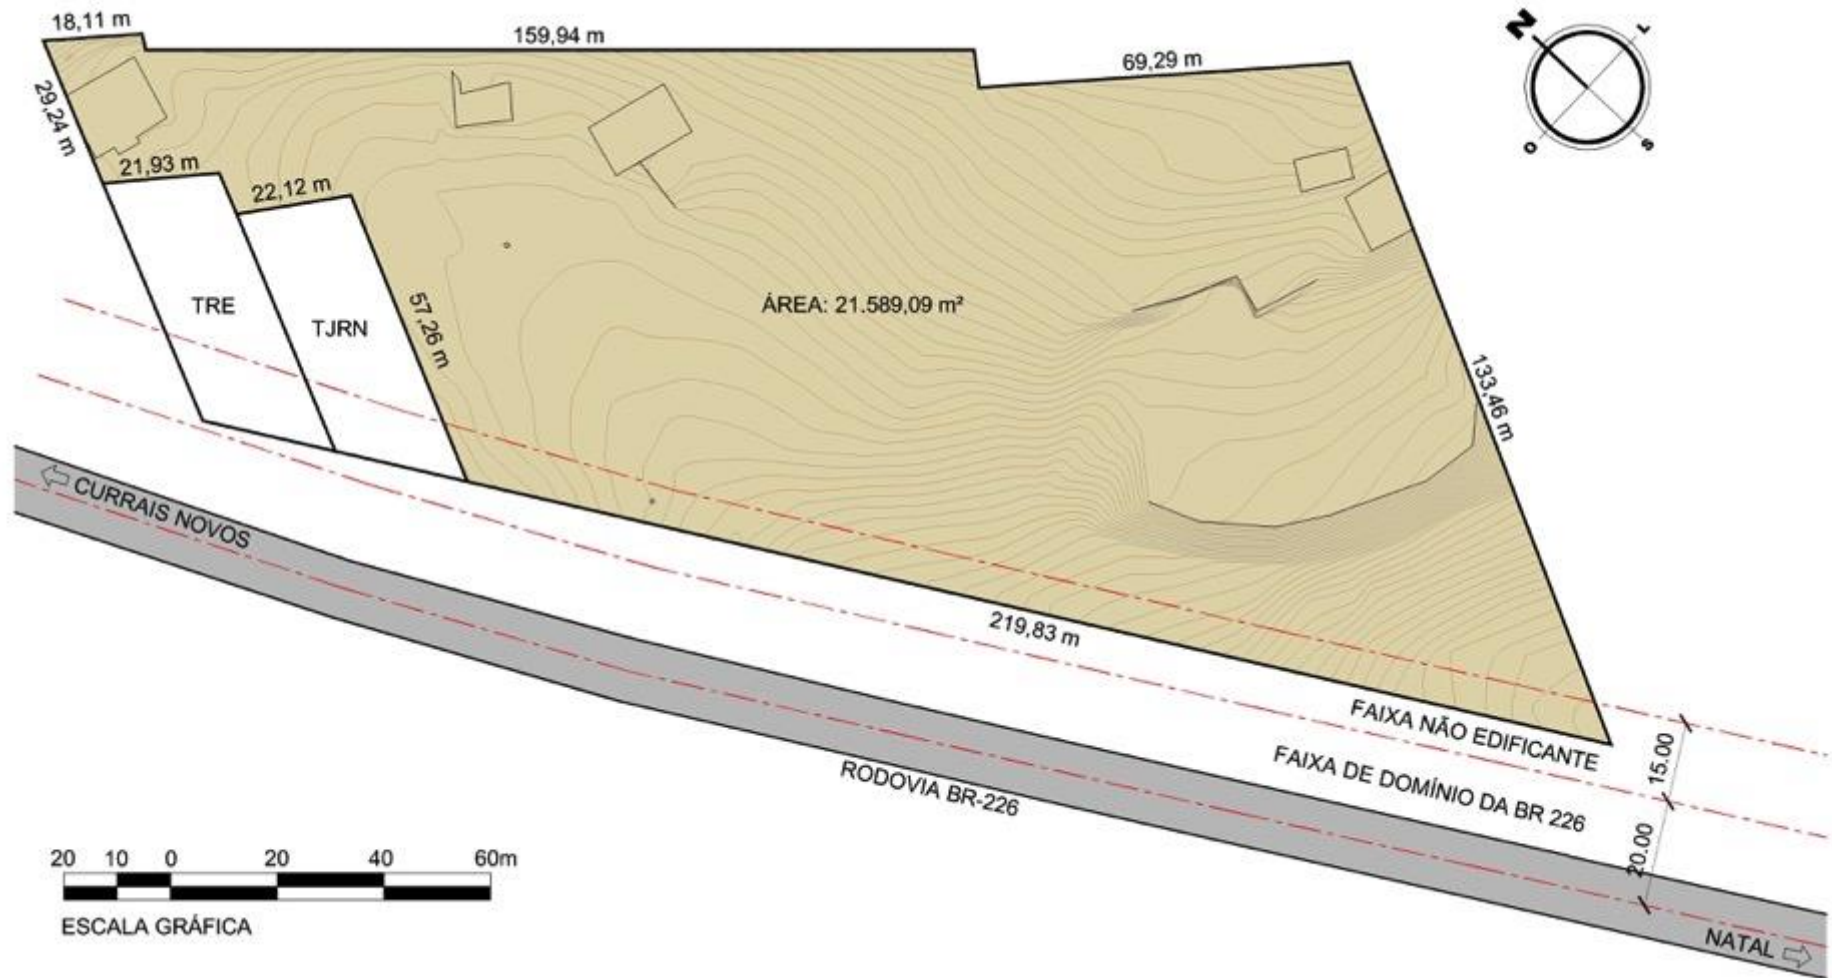 18,11 m
159,94 m
69,29 m
N
L
O
S
29,24 m
21,93 m
22,12 m
TRE
TJRN
57,26 m
ÁREA: 21.589,09 m²
133,46 m
219,83 m
CURRAIS NOVOS
FAIXA NÃO EDIFICANTE
FAIXA DE DOMÍNIO DA BR 226
RODOVIA BR-226
15.00
20.00
NATAL
20 10 0 20 40 60m
ESCALA GRÁFICA